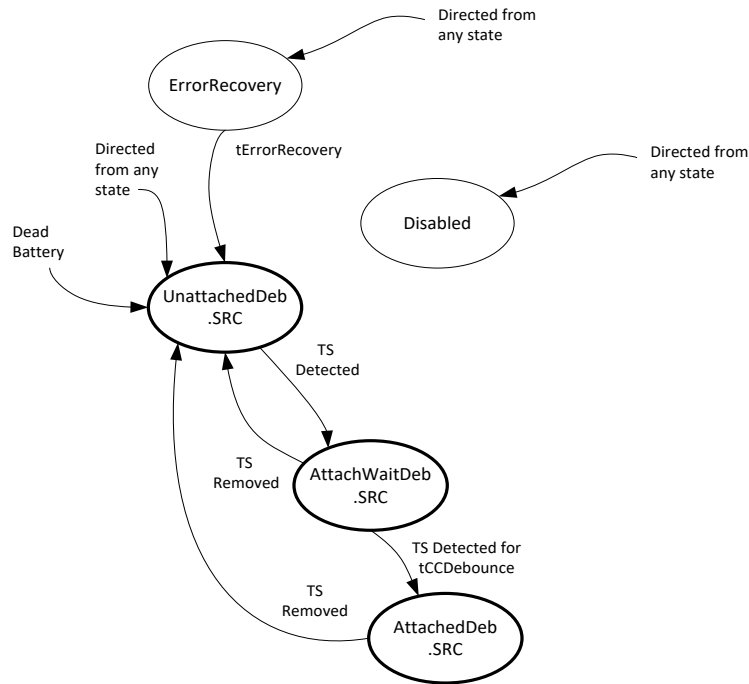 Directed from
any state
ErrorRecovery
tErrorRecovery
Directed
from any
state
Directed from
any state
Disabled
Dead
Battery
UnattachedDeb
.SRC
TS
Detected
TS
Removed
AttachWaitDeb
.SRC
TS Detected for
tCCDebounce
TS
Removed
AttachedDeb
.SRC